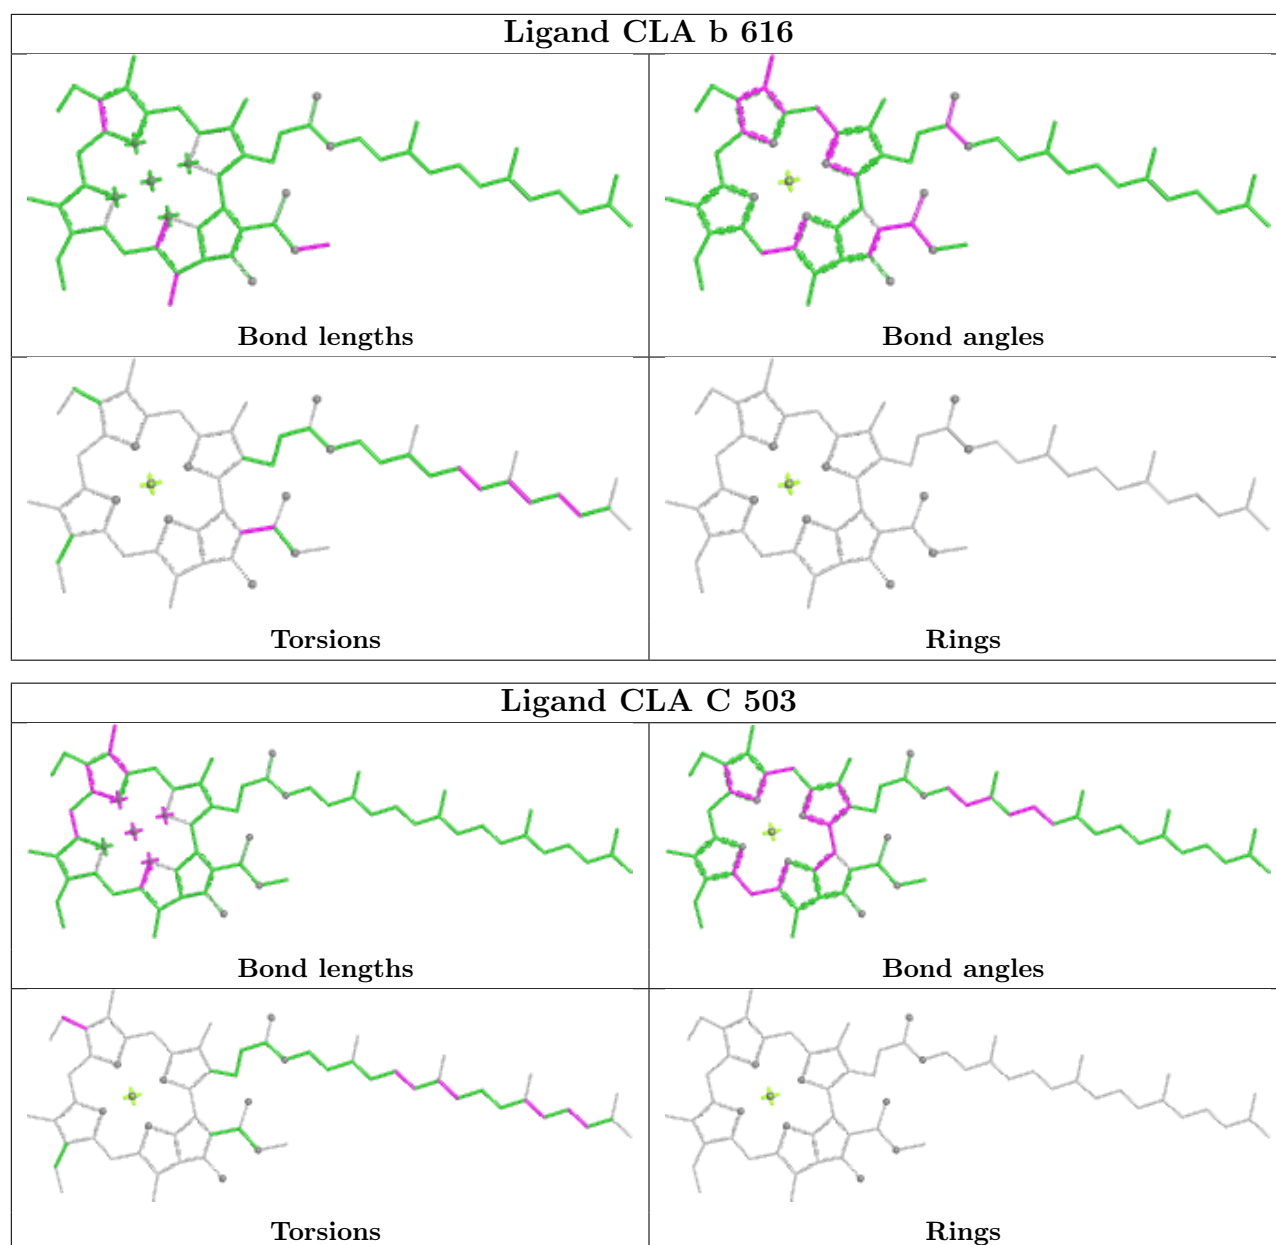 Ligand CLA b 616
Bond lengths
Bond angles
Torsions
Rings
Ligand CLA C 503
Bond lengths
Bond angles
Torsions
Rings